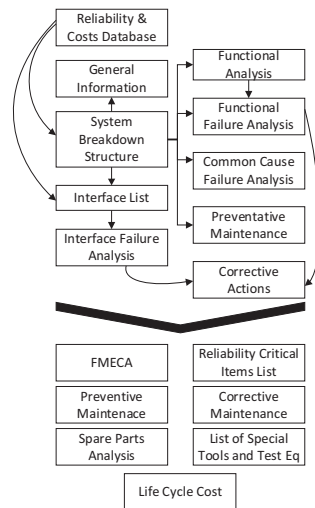 Reliability &
Costs Database
General
Information
System
Breakdown
Structure
Interface List
Interface Failure
Analysis
Functional
Analysis
Functional
Failure Analysis
Common Cause
Failure Analysis
Preventative
Maintenance
Corrective
Actions
FMECA
Reliability Critical
Items List
Preventive
Maintenace
Corrective
Maintenance
Spare Parts
Analysis
List of Special
Tools and Test Eq
Life Cycle Cost